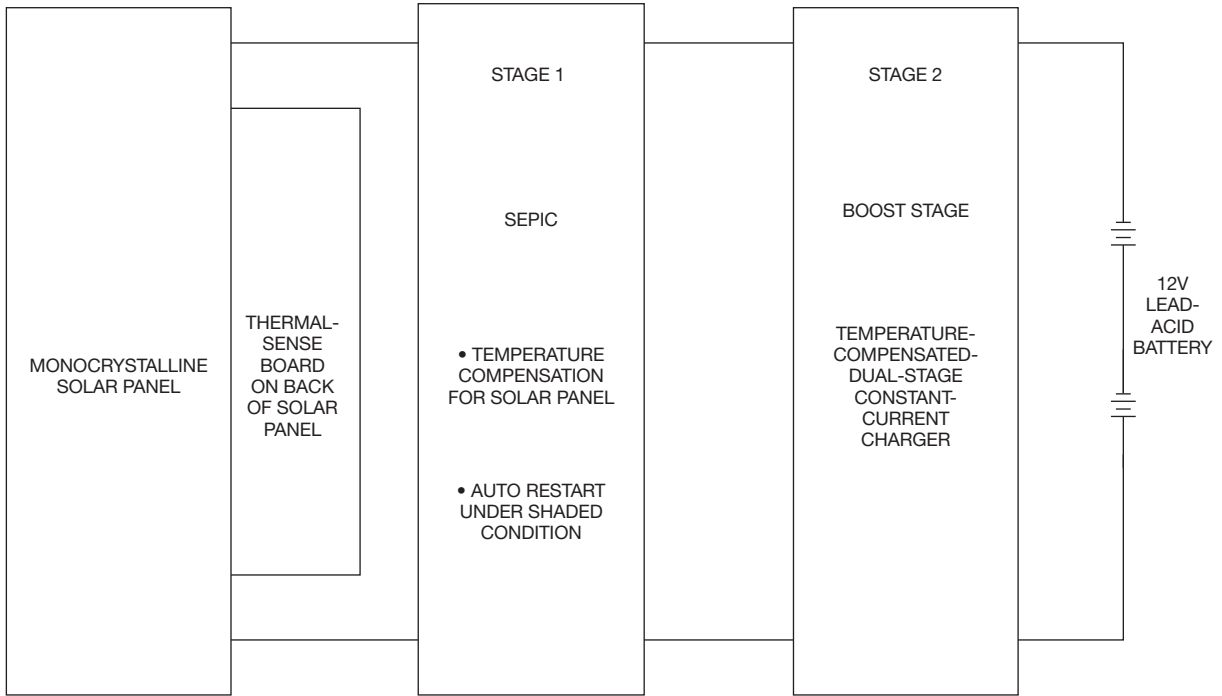 MONOCRYSTALLINE
SOLAR PANEL
THERMAL-
SENSE
BOARD
ON BACK
OF SOLAR
PANEL
STAGE 1
SEPIC
• TEMPERATURE
COMPENSATION
FOR SOLAR PANEL
• AUTO RESTART
UNDER SHADED
CONDITION
STAGE 2
BOOST STAGE
TEMPERATURE-
COMPENSATED-
DUAL-STAGE
CONSTANT-
CURRENT
CHARGER
12V
LEAD-
ACID
BATTERY